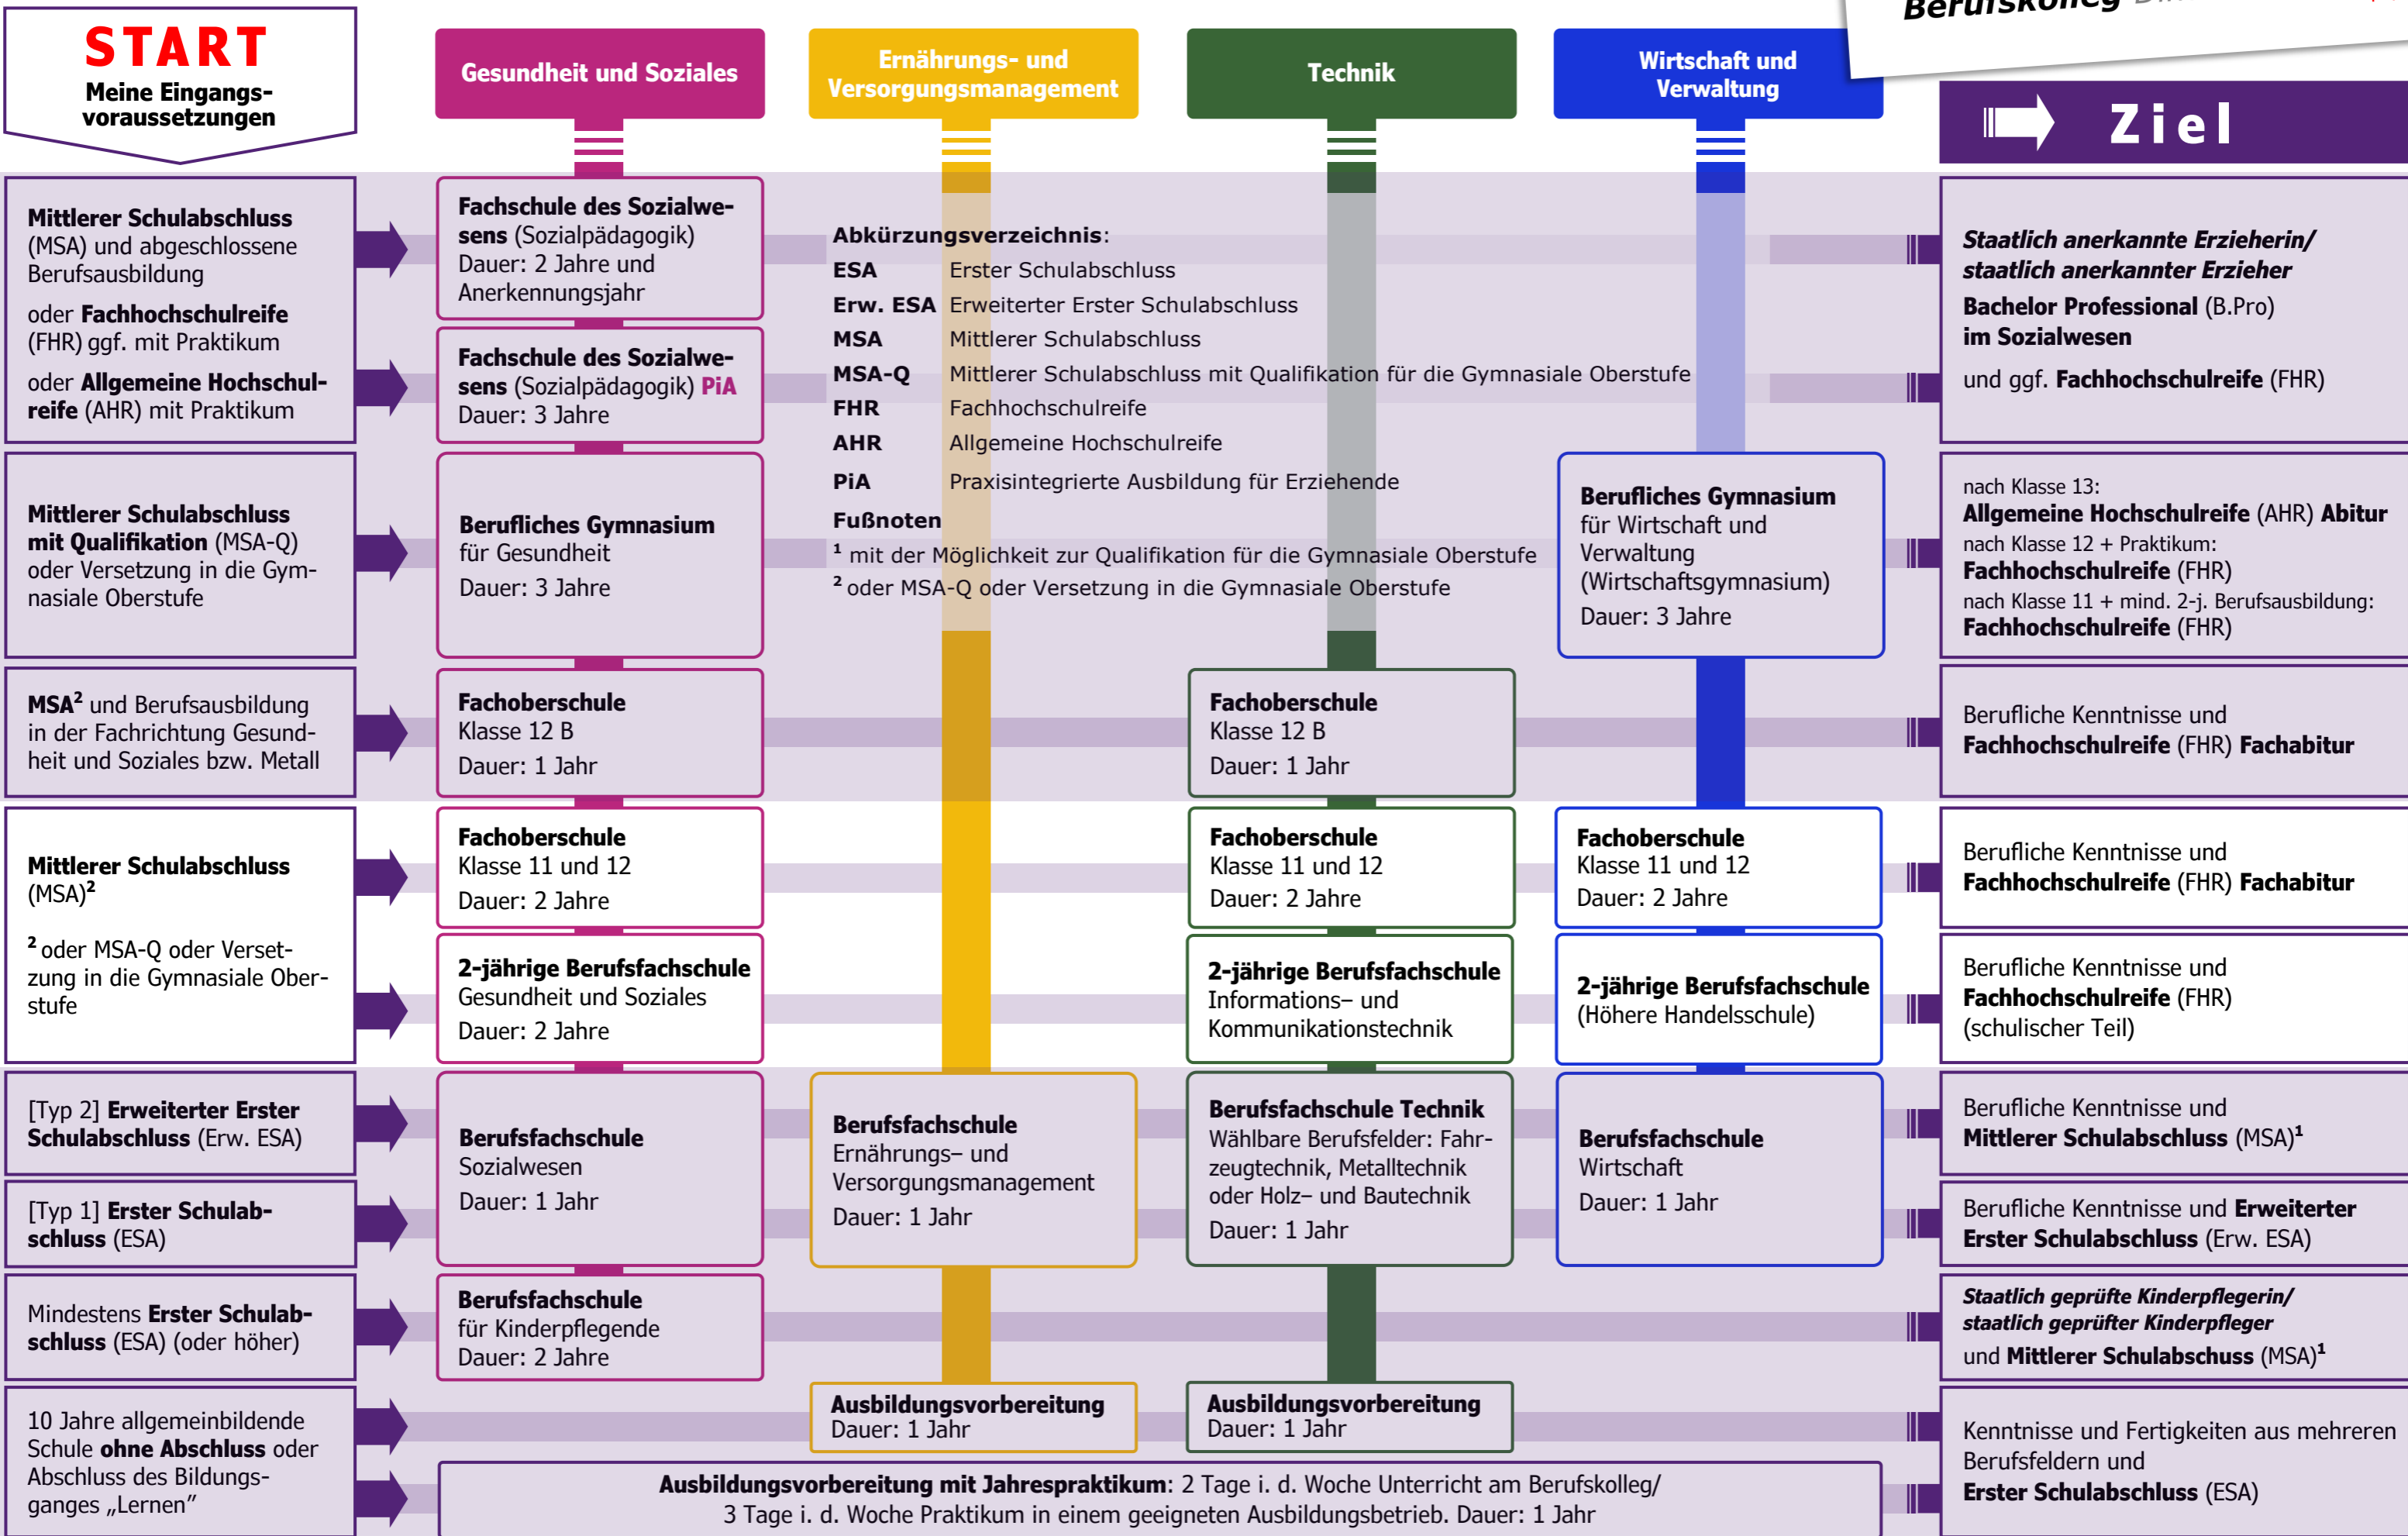 START
Meine Eingangs-
voraussetzungen
Gesundheit und Soziales
Ernährungs- und
Versorgungsmanagement
Technik
Wirtschaft und
Verwaltung
Berufskolleg
Ziel
Mittlerer Schulabschluss
(MSA) und abgeschlossene
Berufsausbildung
oder Fachhochschulreife
(FHR) ggf. mit Praktikum
oder Allgemeine Hochschul-
reife (AHR) mit Praktikum
Fachschule des Sozialwe-
sens (Sozialpädagogik)
Dauer: 2 Jahre und
Anerkennungsjahr
Fachschule des Sozialwe-
sens (Sozialpädagogik) PiA
Dauer: 3 Jahre
Abkürzungsverzeichnis:
ESA Erster Schulabschluss
Erw. ESA Erweiterter Erster Schulabschluss
MSA Mittlerer Schulabschluss
MSA-Q Mittlerer Schulabschluss mit Qualifikation für die Gymnasiale Oberstufe
FHR Fachhochschulreife
AHR Allgemeine Hochschulreife
PiA Praxisintegrierte Ausbildung für Erziehende
Fußnoten
¹ mit der Möglichkeit zur Qualifikation für die Gymnasiale Oberstufe
² oder MSA-Q oder Versetzung in die Gymnasiale Oberstufe
Staatlich anerkannte Erzieherin/
staatlich anerkannter Erzieher
Bachelor Professional (B.Pro)
im Sozialwesen
und ggf. Fachhochschulreife (FHR)
Mittlerer Schulabschluss
mit Qualifikation (MSA-Q)
oder Versetzung in die Gym-
nasiale Oberstufe
Berufliches Gymnasium
für Gesundheit
Dauer: 3 Jahre
Berufliches Gymnasium
für Wirtschaft und
Verwaltung
(Wirtschaftsgymnasium)
Dauer: 3 Jahre
nach Klasse 13:
Allgemeine Hochschulreife (AHR) Abitur
nach Klasse 12 + Praktikum:
Fachhochschulreife (FHR)
nach Klasse 11 + mind. 2-j. Berufsausbildung:
Fachhochschulreife (FHR)
MSA² und Berufsausbildung
in der Fachrichtung Gesund-
heit und Soziales bzw. Metall
Fachoberschule
Klasse 12 B
Dauer: 1 Jahr
Fachoberschule
Klasse 12 B
Dauer: 1 Jahr
Berufliche Kenntnisse und
Fachhochschulreife (FHR) Fachabitur
Mittlerer Schulabschluss
(MSA)²
² oder MSA-Q oder Verset-
zung in die Gymnasiale Ober-
stufe
Fachoberschule
Klasse 11 und 12
Dauer: 2 Jahre
Fachoberschule
Klasse 11 und 12
Dauer: 2 Jahre
Fachoberschule
Klasse 11 und 12
Dauer: 2 Jahre
Berufliche Kenntnisse und
Fachhochschulreife (FHR) Fachabitur
2-jährige Berufsfachschule
Gesundheit und Soziales
Dauer: 2 Jahre
2-jährige Berufsfachschule
Informations– und
Kommunikationstechnik
2-jährige Berufsfachschule
(Höhere Handelsschule)
Berufliche Kenntnisse und
Fachhochschulreife (FHR)
(schulischer Teil)
[Typ 2] Erweiterter Erster
Schulabschluss (Erw. ESA)
[Typ 1] Erster Schulab-
schluss (ESA)
Berufsfachschule
Sozialwesen
Dauer: 1 Jahr
Berufsfachschule
Ernährungs– und
Versorgungsmanagement
Dauer: 1 Jahr
Berufsfachschule Technik
Wählbare Berufsfelder: Fahr-
zeugtechnik, Metalltechnik
oder Holz– und Bautechnik
Dauer: 1 Jahr
Berufsfachschule
Wirtschaft
Dauer: 1 Jahr
Berufliche Kenntnisse und
Mittlerer Schulabschluss (MSA)¹
Berufliche Kenntnisse und Erweiterter
Erster Schulabschluss (Erw. ESA)
Mindestens Erster Schulab-
schluss (ESA) (oder höher)
Berufsfachschule
für Kinderpflegende
Dauer: 2 Jahre
Staatlich geprüfte Kinderpflegerin/
staatlich geprüfter Kinderpfleger
und Mittlerer Schulabschuss (MSA)¹
10 Jahre allgemeinbildende
Schule ohne Abschluss oder
Abschluss des Bildungs-
ganges „Lernen”
Ausbildungsvorbereitung
Dauer: 1 Jahr
Ausbildungsvorbereitung
Dauer: 1 Jahr
Ausbildungsvorbereitung mit Jahrespraktikum: 2 Tage i. d. Woche Unterricht am Berufskolleg/
3 Tage i. d. Woche Praktikum in einem geeigneten Ausbildungsbetrieb. Dauer: 1 Jahr
Kenntnisse und Fertigkeiten aus mehreren
Berufsfeldern und
Erster Schulabschluss (ESA)